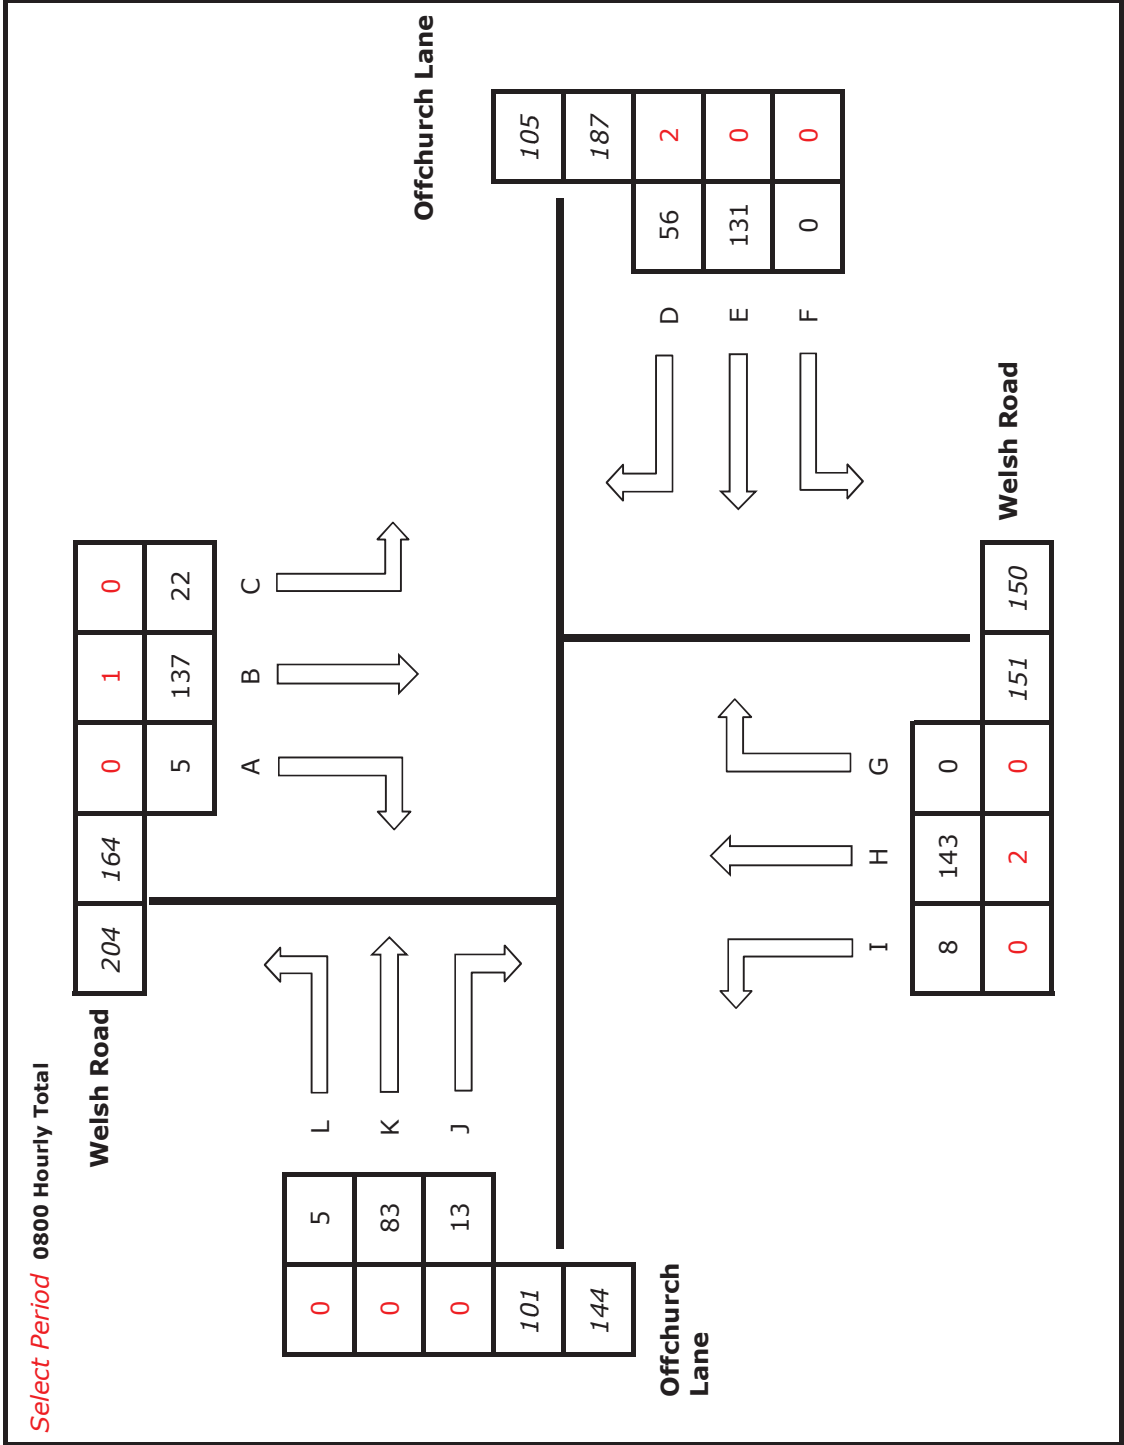 Select Period 0800 Hourly Total
Welsh Road 204 164 0 1 0
5 137 22
A B C
0 5 L
0 83 K
Offchurch Lane
0 13 J
101 105
144 187
Offchurch
Lane
D 56 2
E 131 0
F 0 0
I H G
8 143 0
0 2 0 151 150
Welsh Road